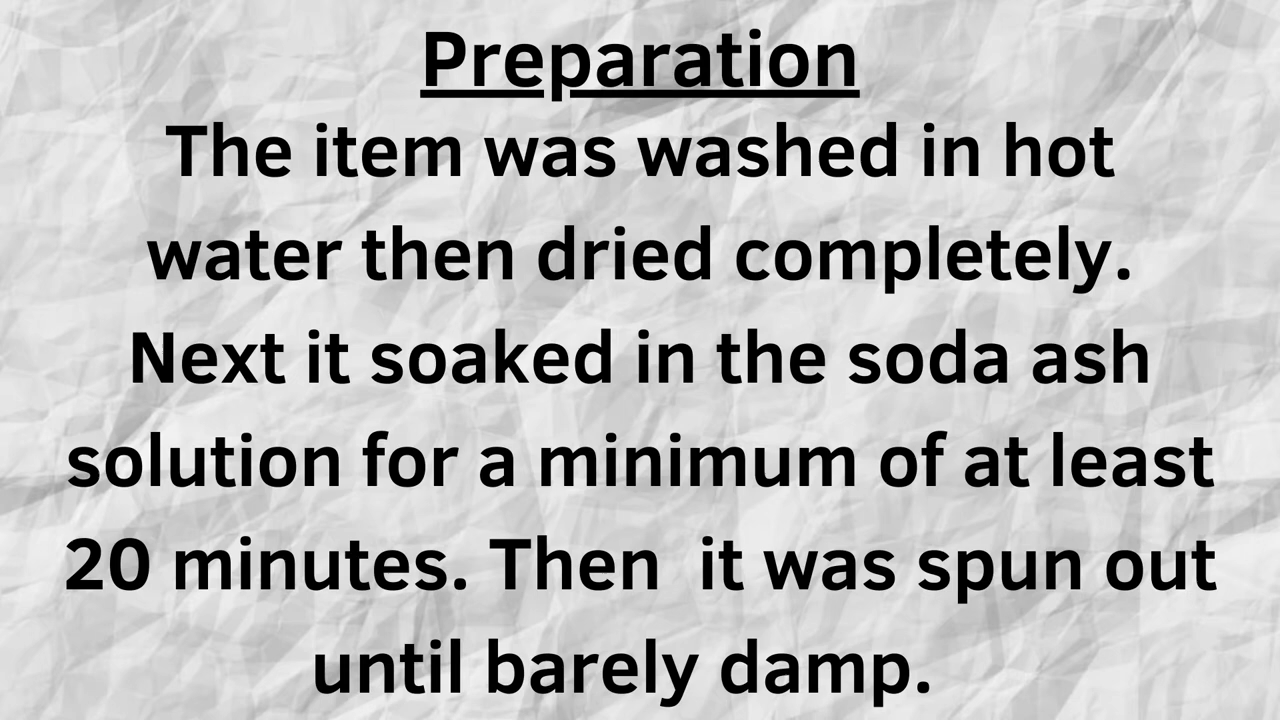 Preparation
The item was washed in hot
water then dried completely.
Next it soaked in the soda ash
solution for a minimum of at least
20 minutes. Then  it was spun out
until barely damp.